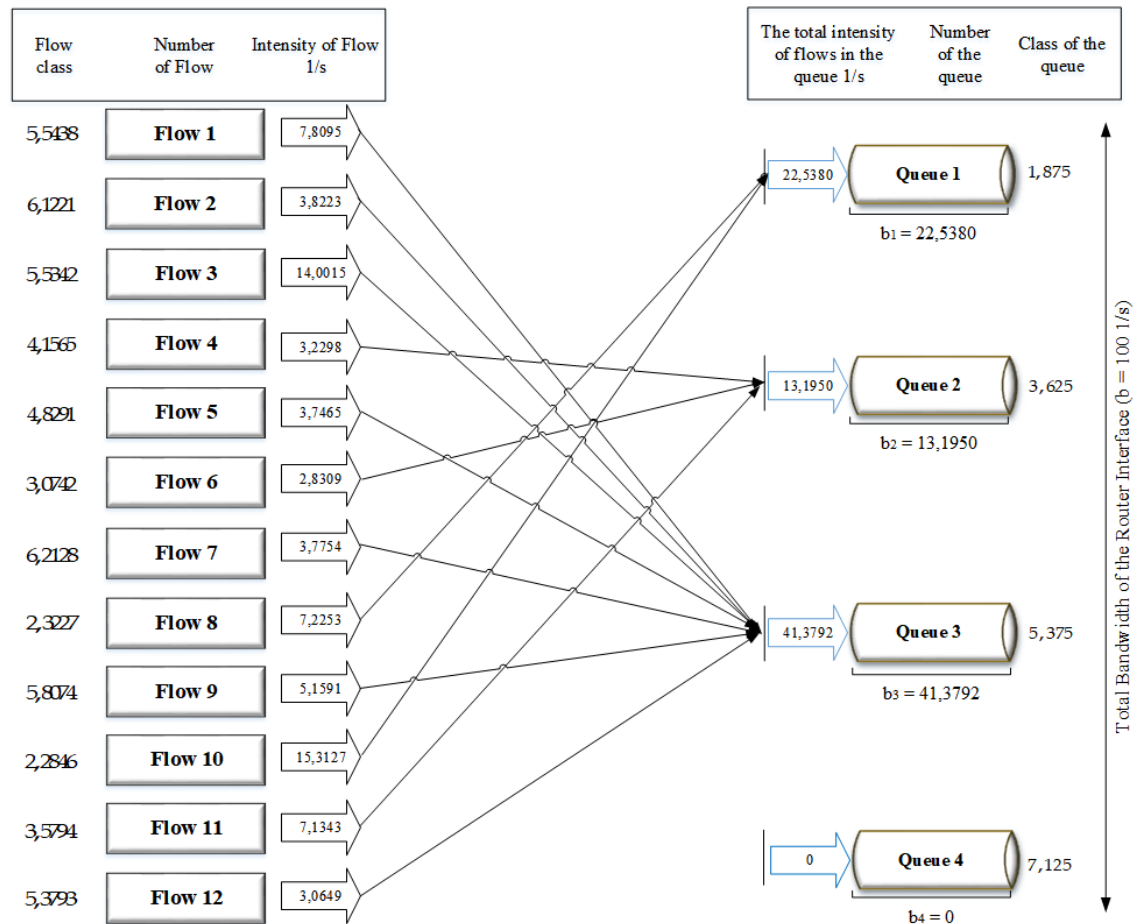 Flow
class
Number
of Flow
Intensity of Flow
1/s
The total intensity
of flows in the
queue 1/s
Number
of the
queue
Class of the
queue
5,5438
Flow 1
7,8095
6,1221
Flow 2
3,8223
5,5342
Flow 3
14,0015
4,1565
Flow 4
3,2298
4,8291
Flow 5
3,7465
3,0742
Flow 6
2,8309
6,2128
Flow 7
3,7754
2,3227
Flow 8
7,2253
5,8074
Flow 9
5,1591
2,2846
Flow 10
15,3127
3,5794
Flow 11
7,1343
5,3793
Flow 12
3,0649
22,5380
Queue 1
1,875
b1 = 22,5380
13,1950
Queue 2
3,625
b2 = 13,1950
41,3792
Queue 3
5,375
b3 = 41,3792
0
Queue 4
7,125
b4 = 0
Total Bandwidth of the Router Interface (b = 100 1/s)